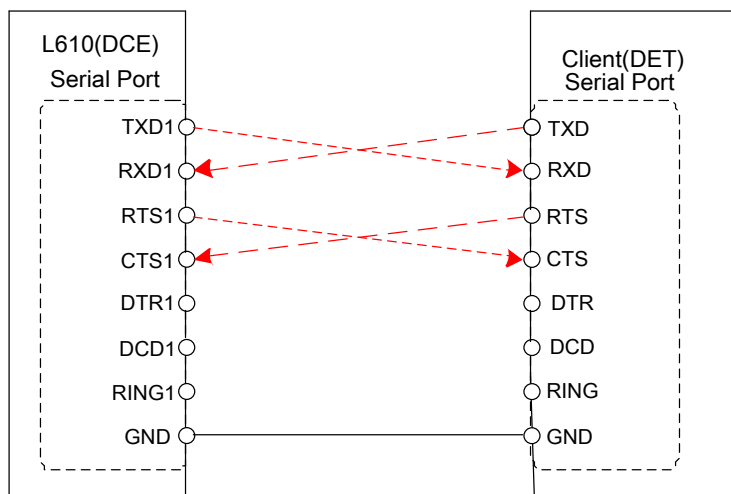 L610(DCE)
Serial Port
TXD1
RXD1
RTS1
CTS1
DTR1
DCD1
RING1
GND
Client(DET)
Serial Port
TXD
RXD
RTS
CTS
DTR
DCD
RING
GND